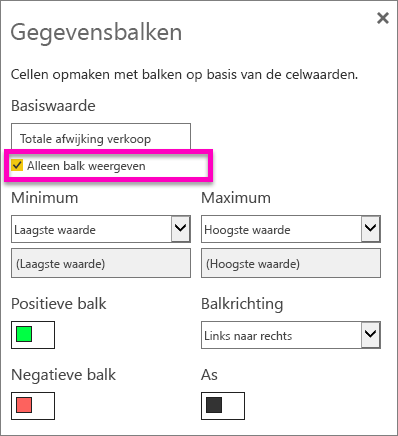 Gegevensbalken
Cellen opmaken met balken op basis van de celwaarden.
Basiswaarde
Totale afwijking verkoop
Alleen balk weergeven
Minimum Maximum
Laagste waarde Hoogste waarde
(Laagste waarde) (Hoogste waarde)
Positieve balk Balkrichting
Links naar rechts
Negatieve balk As